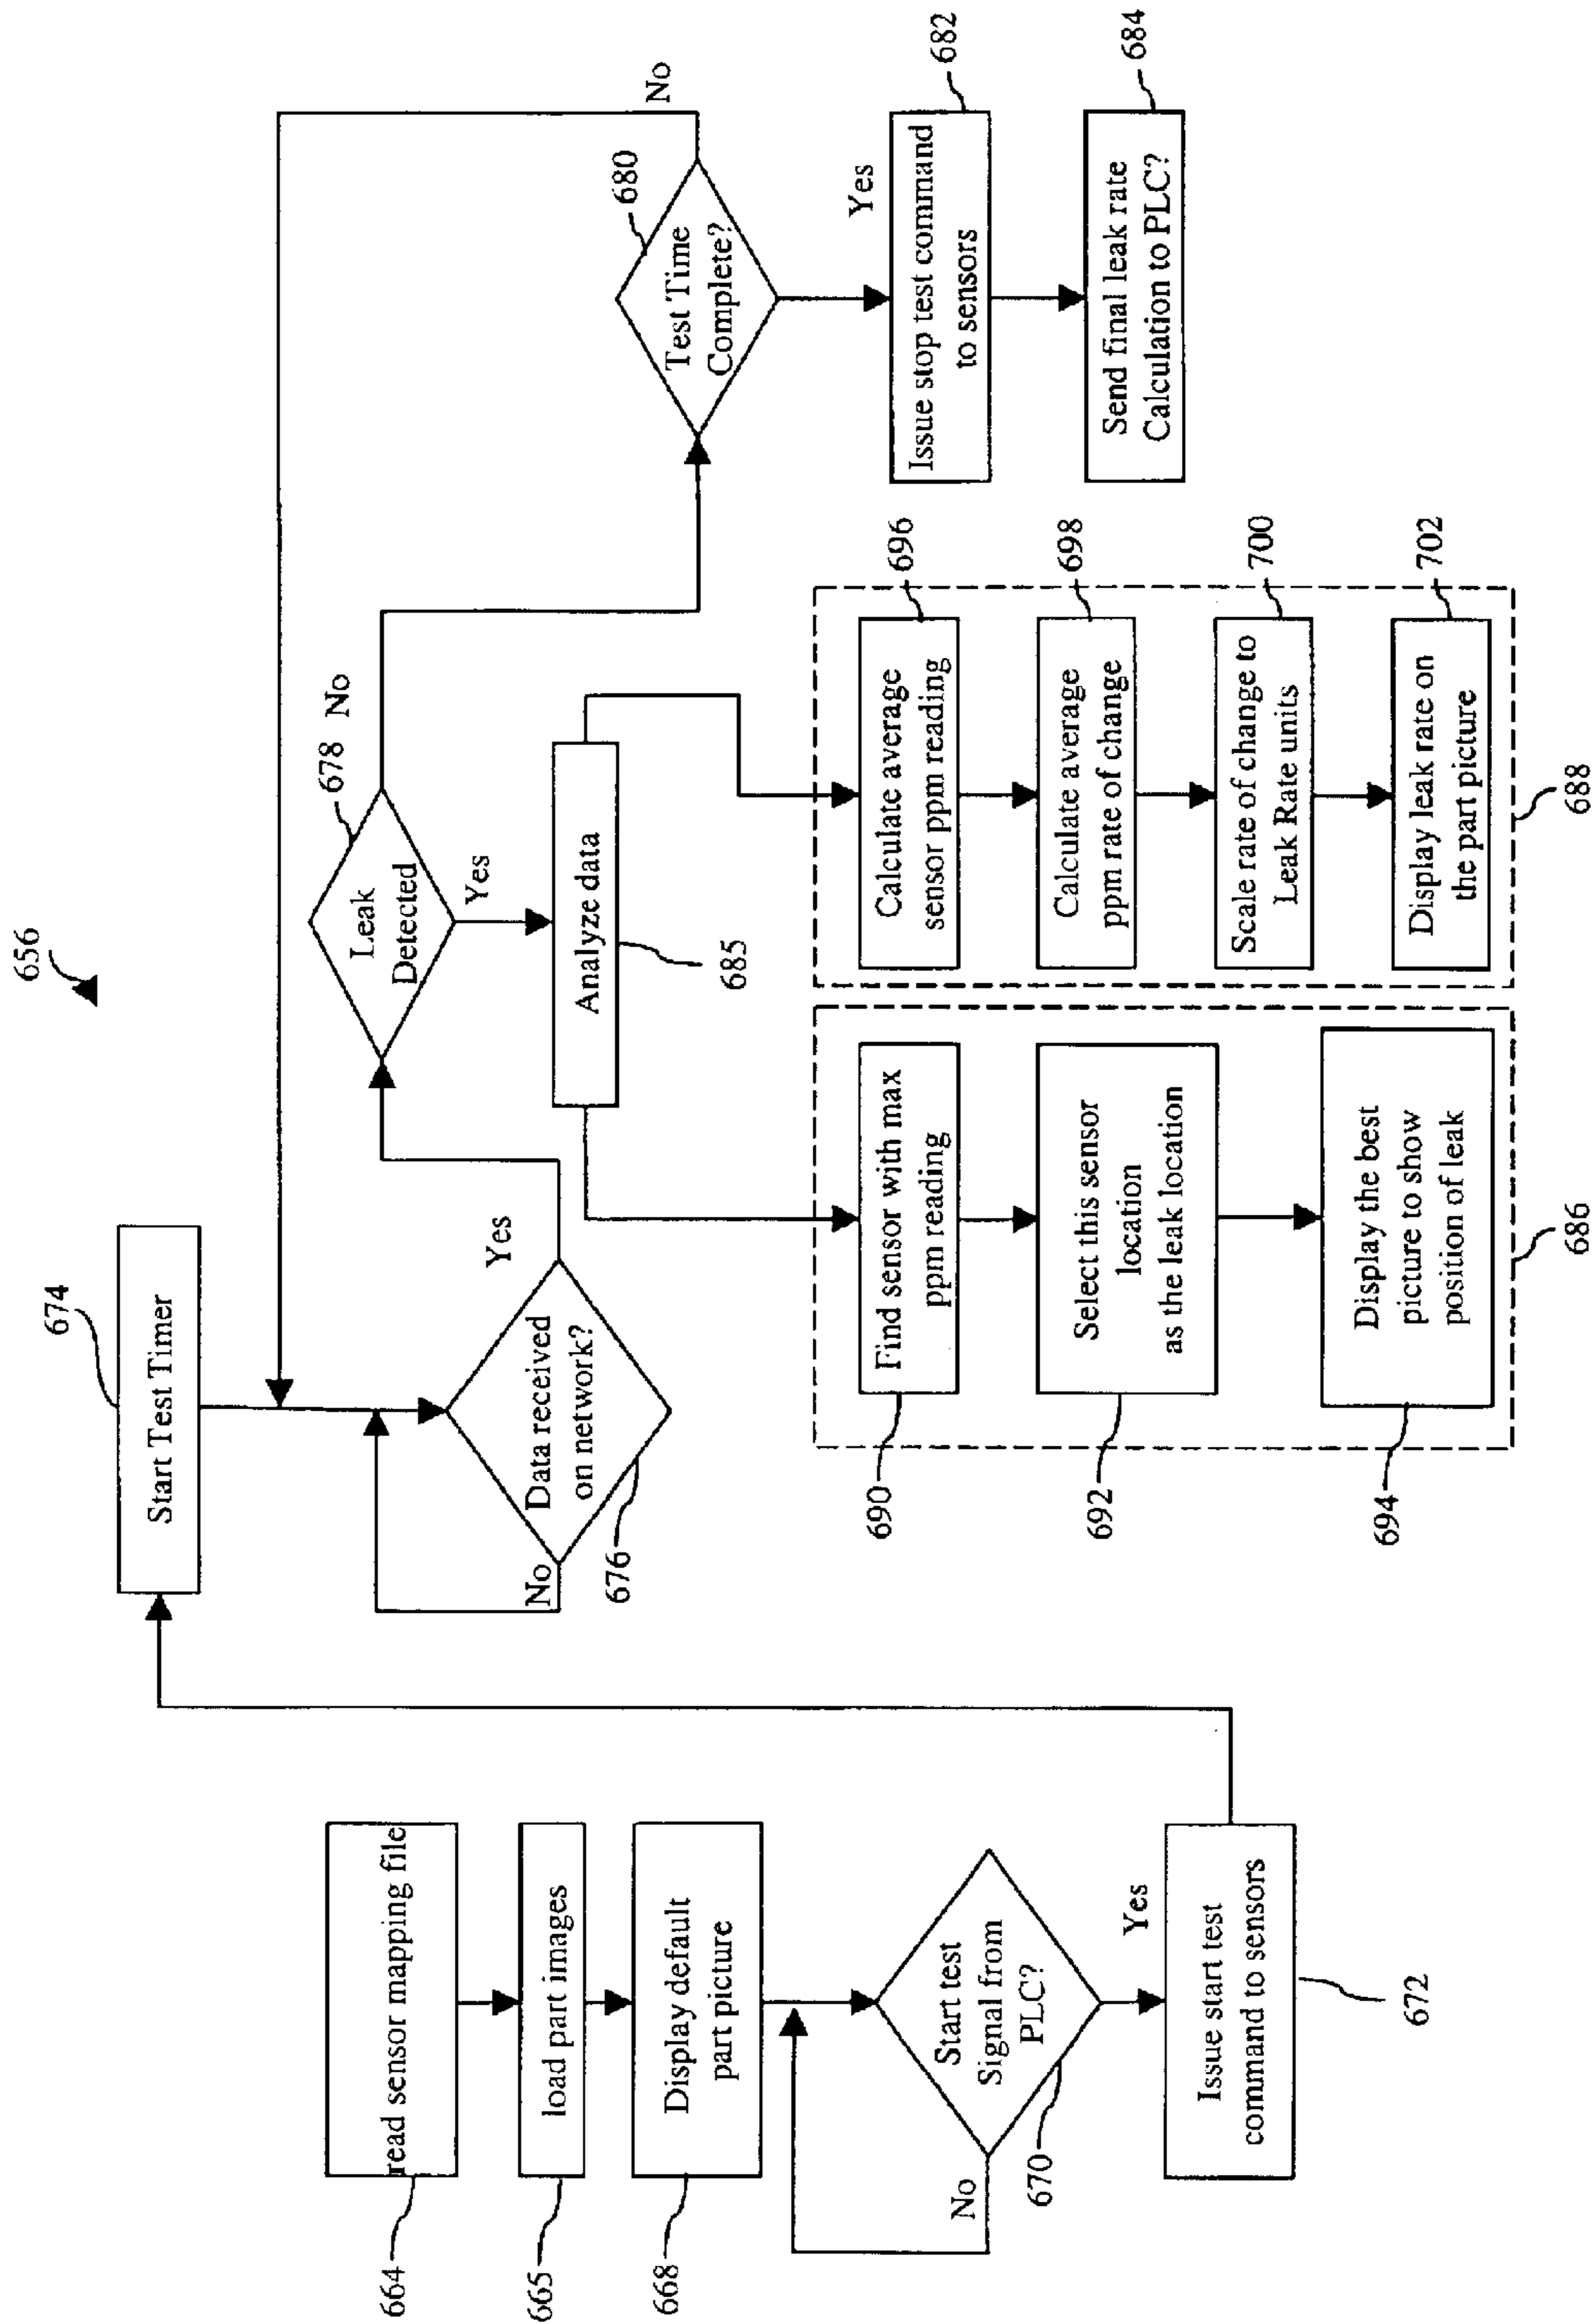 656
664
read sensor mapping file
665
load part images
668
Display default
part picture
Start test
Signal from
PLC?
No
670
Yes
Issue start test
command to sensors
672
674
Start Test Timer
Data received
on network?
No
676
Yes
Leak
Detected
678
No
Yes
Analyze data
685
690
Find sensor with max
ppm reading
692
Select this sensor
location
as the leak location
694
Display the best
picture to show
position of leak
686
Calculate average
sensor ppm reading
696
Calculate average
ppm rate of change
698
Scale rate of change to
Leak Rate units
700
Display leak rate on
the part picture
702
688
Test Time
Complete?
680
No
Yes
Issue stop test command
to sensors
682
Send final leak rate
Calculation to PLC?
684